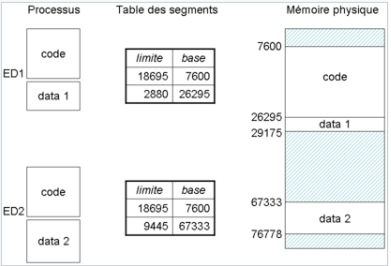 Processus Table des segments Mémoire physique
ED1
code
data 1
limite base
18695 7600
2880 26295
7600
code
26295
data 1
29175
ED2
code
data 2
limite base
18695 7600
9445 67333
67333
data 2
76778